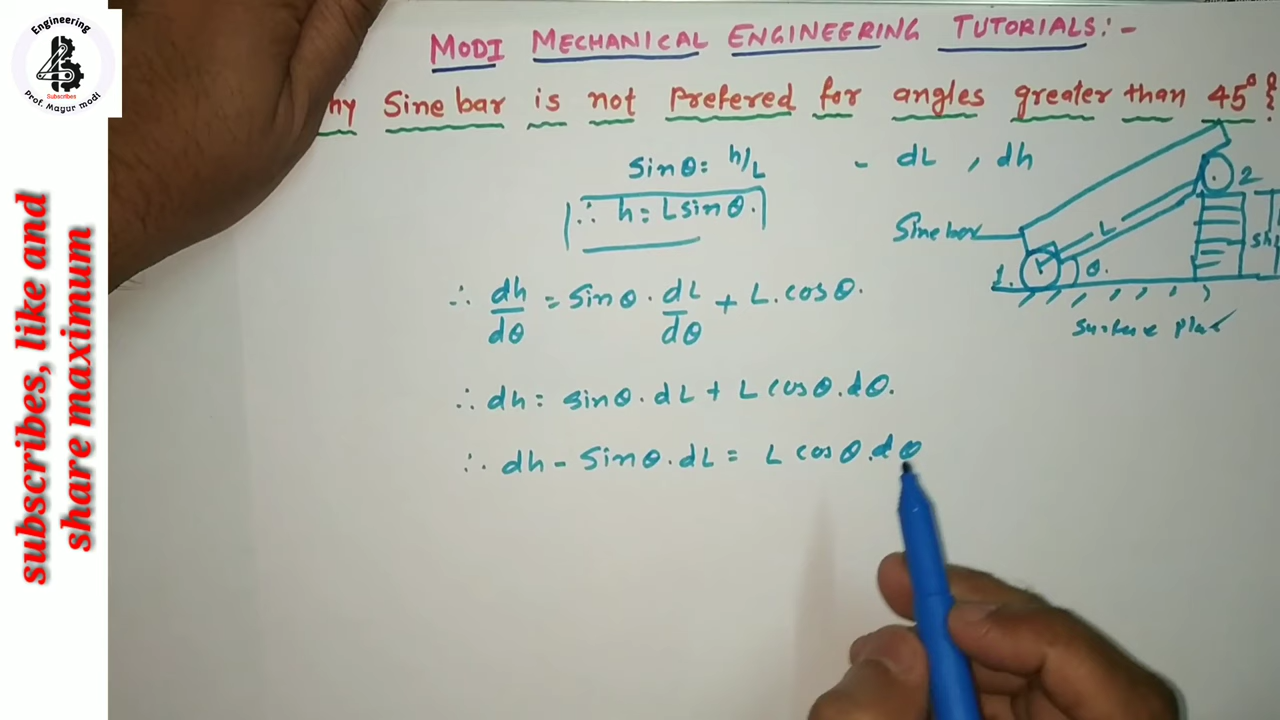 Engineering
Prof. Magur modi
Subscribes
subscribes, like and
share maximum
MODI MECHANICAL ENGINEERING TUTORIALS:-
hy Sine bar is not prefered for angles greater than 45°?
Sinθ = h/L - dL , dh
∴ h = L sinθ.
Sine bar
L
θ.
1.
2
Sh
∴ dh/dθ = Sinθ. dL/dθ + L. cosθ.
∴ dh = sinθ. dL + L cosθ. dθ.
∴ dh - Sinθ. dL = L cosθ. dθ